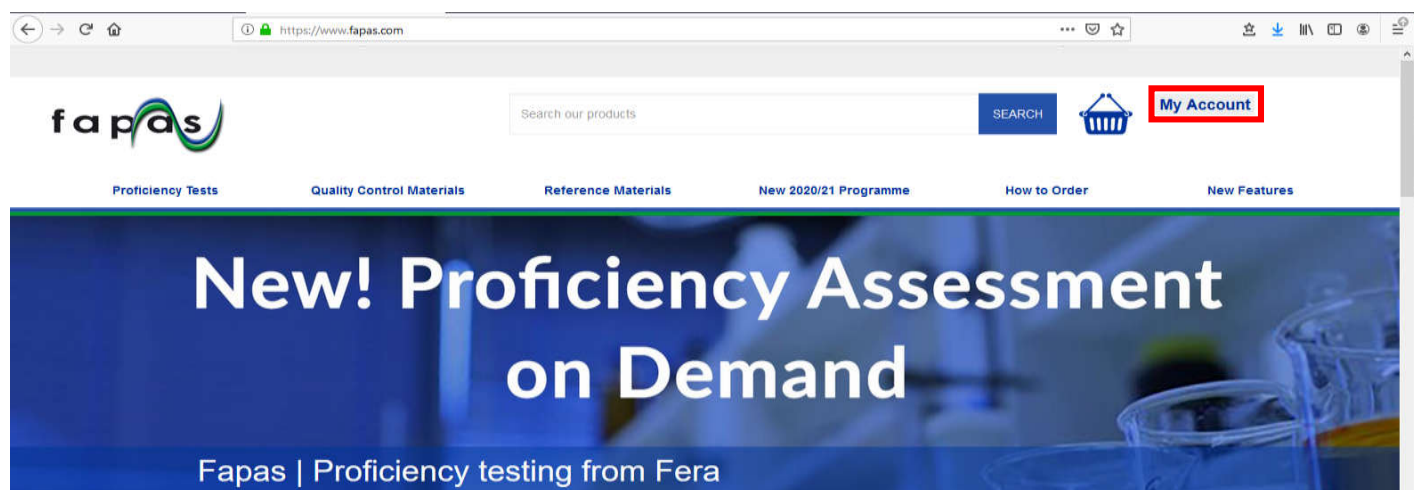 https://www.fapas.com
fapas
Search our products
SEARCH
My Account
Proficiency Tests
Quality Control Materials
Reference Materials
New 2020/21 Programme
How to Order
New Features
New! Proficiency Assessment
on Demand
Fapas | Proficiency testing from Fera